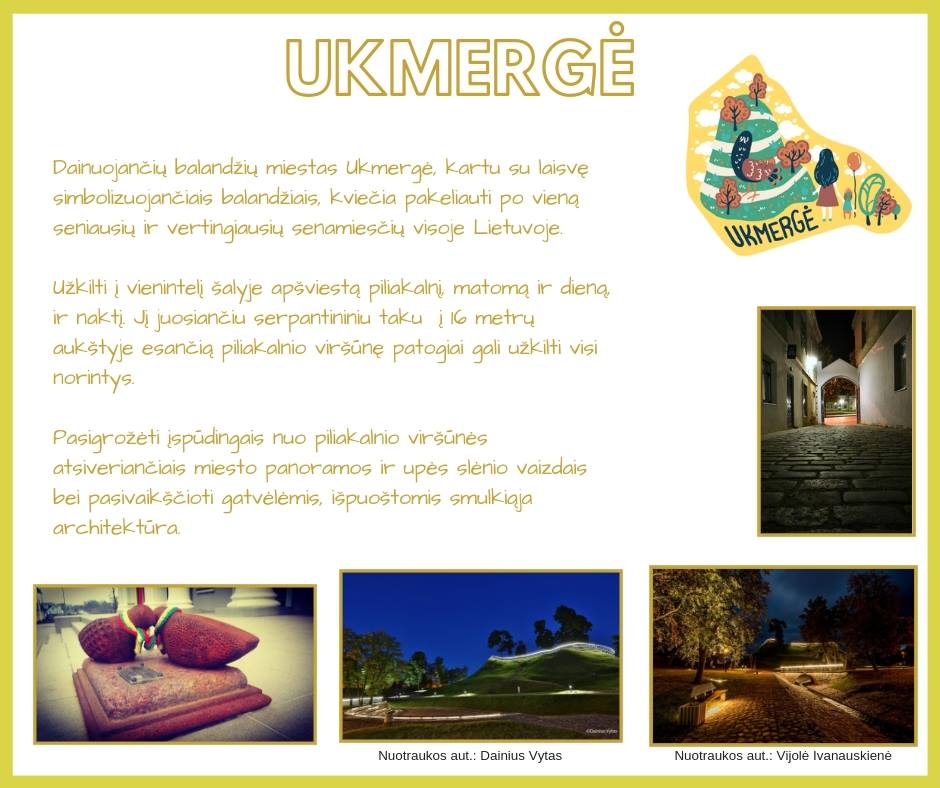 UKMERGĖ
Dainuojančių balandžių miestas Ukmergė, kartu su laisvę
simbolizuojančiais balandžiais, kviečia pakeliauti po vieną
seniausių ir vertingiausių senamiesčių visoje Lietuvoje.
Užkilti į vienintelį šalyje apšviestą piliakalnį, matomą ir dieną,
ir naktį. Jį juosiančiu serpantininiu taku į 16 metrų
aukštyje esančią piliakalnio viršūnę patogiai gali užkilti visi
norintys.
Pasigrožėti įspūdingais nuo piliakalnio viršūnės
atsiveriančiais miesto panoramos ir upės slėnio vaizdais
bei pasivaikščioti gatvėlėmis, išpuoštomis smulkiąja
architektūra.
UKMERGĖ
©Dainius Vytas
Nuotraukos aut.: Dainius Vytas
Nuotraukos aut.: Vijolė Ivanauskienė